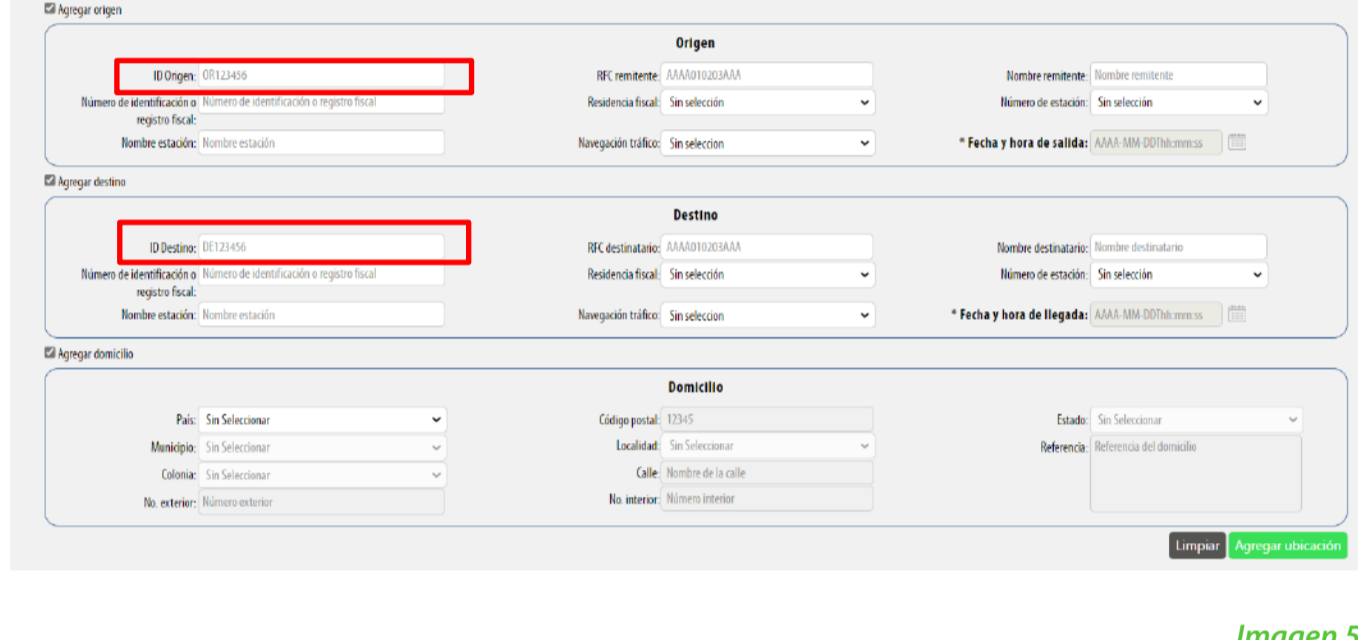 Agregar origen
Origen
ID Origen: OR123456 RFC remitente: AAAA010203AAA Nombre remitente: Nombre remitente
Número de identificación o registro fiscal: Número de identificación o registro fiscal Residencia fiscal: Sin selección Número de estación: Sin selección
Nombre estación: Nombre estación Navegación tráfico: Sin seleccion * Fecha y hora de salida: AAAA-MM-DDThh:mm:ss
Agregar destino
Destino
ID Destino: DE123456 RFC destinatario: AAAA010203AAA Nombre destinatario: Nombre destinatario
Número de identificación o registro fiscal: Número de identificación o registro fiscal Residencia fiscal: Sin selección Número de estación: Sin selección
Nombre estación: Nombre estación Navegación tráfico: Sin seleccion * Fecha y hora de llegada: AAAA-MM-DDThh:mm:ss
Agregar domicilio
Domicilio
País: Sin Seleccionar Código postal: 12345 Estado: Sin Seleccionar
Municipio: Sin Seleccionar Localidad: Sin Seleccionar Referencia: Referencia del domicilio
Colonia: Sin Seleccionar Calle: Nombre de la calle
No. exterior: Número exterior No. interior: Número interior
Limpiar Agregar ubicación
Imagen 5